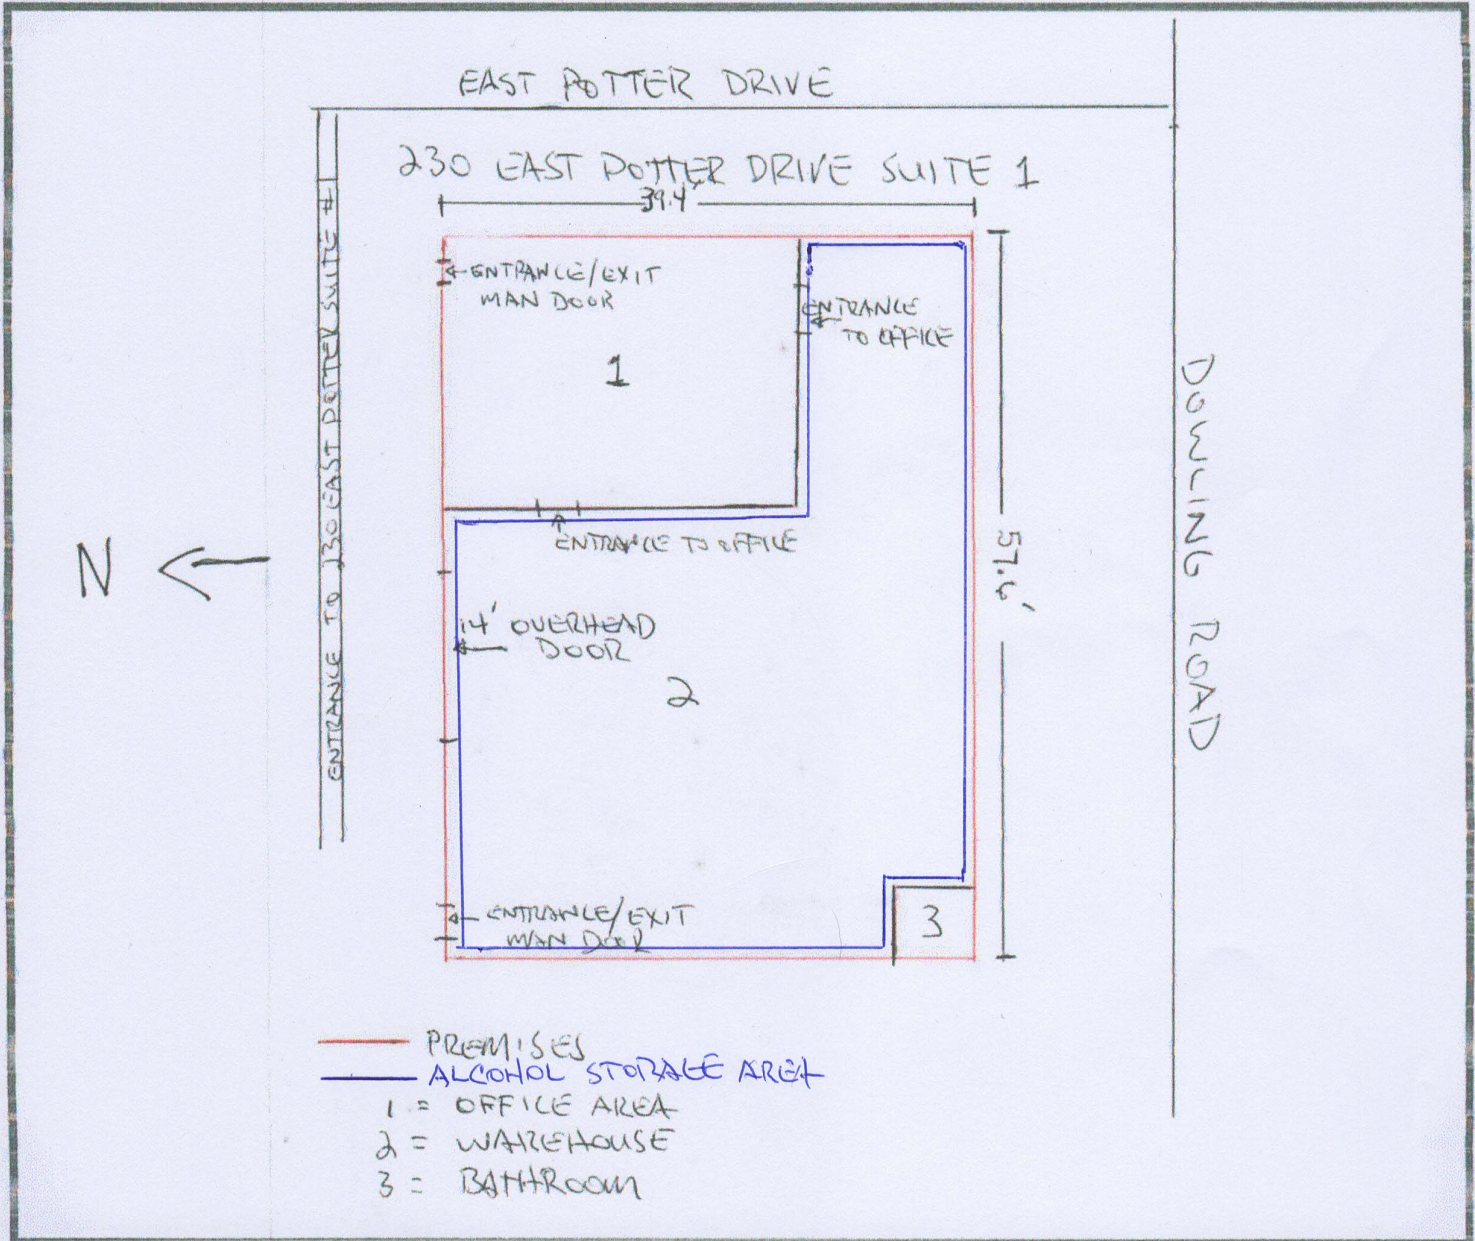 EAST POTTER DRIVE
230 EAST POTTER DRIVE SUITE 1
39.4'
ENTRANCE TO 230 EAST POTTER SUITE #1
←ENTRANCE/EXIT
MAN DOOR
ENTRANCE
TO OFFICE
1
DOWLING ROAD
ENTRANCE TO OFFICE
57.6'
N
14' OVERHEAD
DOOR
2
ENTRANCE/EXIT
MAN DOOR
3
PREMISES
ALCOHOL STORAGE AREA
1 = OFFICE AREA
2 = WAREHOUSE
3 = BATHROOM